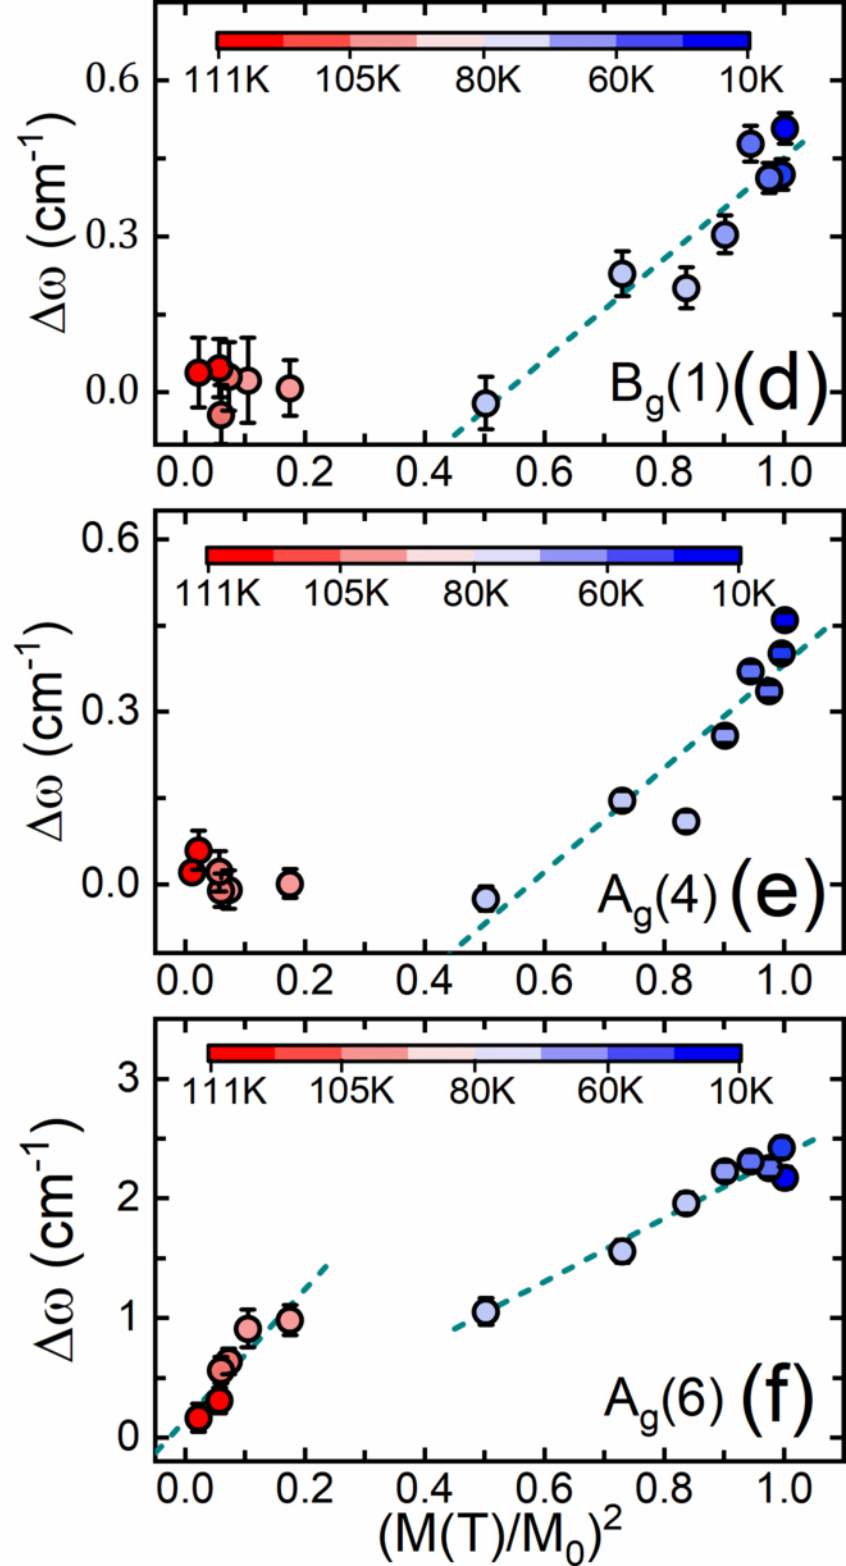 111K 105K 80K 60K 10K
0.6
0.3
0.0
Δω (cm⁻¹)
B_g(1)(d)
0.0 0.2 0.4 0.6 0.8 1.0
111K 105K 80K 60K 10K
0.6
0.3
0.0
Δω (cm⁻¹)
A_g(4)(e)
0.0 0.2 0.4 0.6 0.8 1.0
111K 105K 80K 60K 10K
3
2
1
0
Δω (cm⁻¹)
A_g(6) (f)
0.0 0.2 0.4 0.6 0.8 1.0
(M(T)/M₀)²